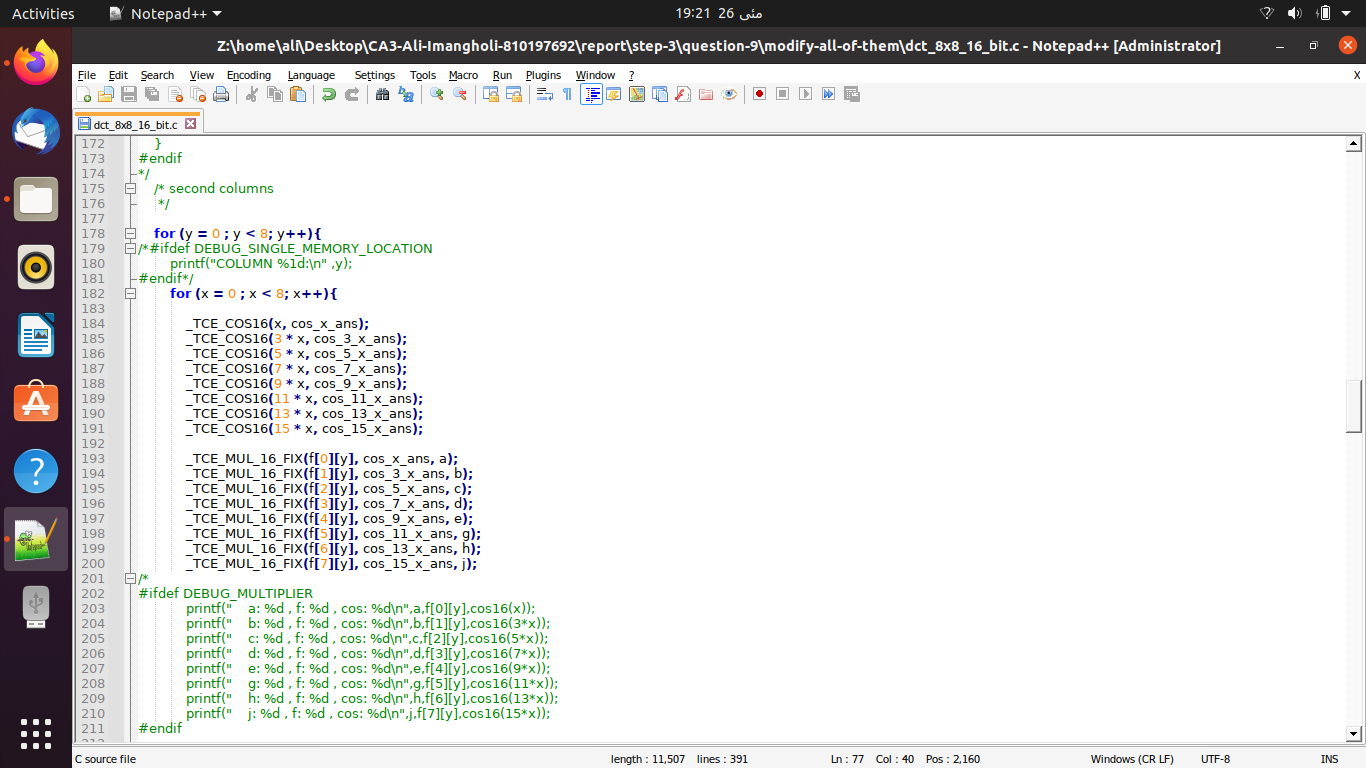 Activities Notepad++ 19:21 26 مئی
Z:\home\ali\Desktop\CA3-Ali-Imangholi-810197692\report\step-3\question-9\modify-all-of-them\dct_8x8_16_bit.c - Notepad++ [Administrator]
File Edit Search View Encoding Language Settings Tools Macro Run Plugins Window ? X
dct_8x8_16_bit.c
172 }
173 #endif
174 */
175 /* second columns
176 */
177
178 for (y = 0 ; y < 8; y++){
179 /*#ifdef DEBUG_SINGLE_MEMORY_LOCATION
180 printf("COLUMN %1d:\n" ,y);
181 #endif*/
182 for (x = 0 ; x < 8; x++){
183
184 _TCE_COS16(x, cos_x_ans);
185 _TCE_COS16(3 * x, cos_3_x_ans);
186 _TCE_COS16(5 * x, cos_5_x_ans);
187 _TCE_COS16(7 * x, cos_7_x_ans);
188 _TCE_COS16(9 * x, cos_9_x_ans);
189 _TCE_COS16(11 * x, cos_11_x_ans);
190 _TCE_COS16(13 * x, cos_13_x_ans);
191 _TCE_COS16(15 * x, cos_15_x_ans);
192
193 _TCE_MUL_16_FIX(f[0][y], cos_x_ans, a);
194 _TCE_MUL_16_FIX(f[1][y], cos_3_x_ans, b);
195 _TCE_MUL_16_FIX(f[2][y], cos_5_x_ans, c);
196 _TCE_MUL_16_FIX(f[3][y], cos_7_x_ans, d);
197 _TCE_MUL_16_FIX(f[4][y], cos_9_x_ans, e);
198 _TCE_MUL_16_FIX(f[5][y], cos_11_x_ans, g);
199 _TCE_MUL_16_FIX(f[6][y], cos_13_x_ans, h);
200 _TCE_MUL_16_FIX(f[7][y], cos_15_x_ans, j);
201 /*
202 #ifdef DEBUG_MULTIPLIER
203 printf("    a: %d , f: %d , cos: %d\n",a,f[0][y],cos16(x));
204 printf("    b: %d , f: %d , cos: %d\n",b,f[1][y],cos16(3*x));
205 printf("    c: %d , f: %d , cos: %d\n",c,f[2][y],cos16(5*x));
206 printf("    d: %d , f: %d , cos: %d\n",d,f[3][y],cos16(7*x));
207 printf("    e: %d , f: %d , cos: %d\n",e,f[4][y],cos16(9*x));
208 printf("    g: %d , f: %d , cos: %d\n",g,f[5][y],cos16(11*x));
209 printf("    h: %d , f: %d , cos: %d\n",h,f[6][y],cos16(13*x));
210 printf("    j: %d , f: %d , cos: %d\n",j,f[7][y],cos16(15*x));
211 #endif
C source file length : 11,507 lines : 391 Ln : 77 Col : 40 Pos : 2,160 Windows (CR LF) UTF-8 INS